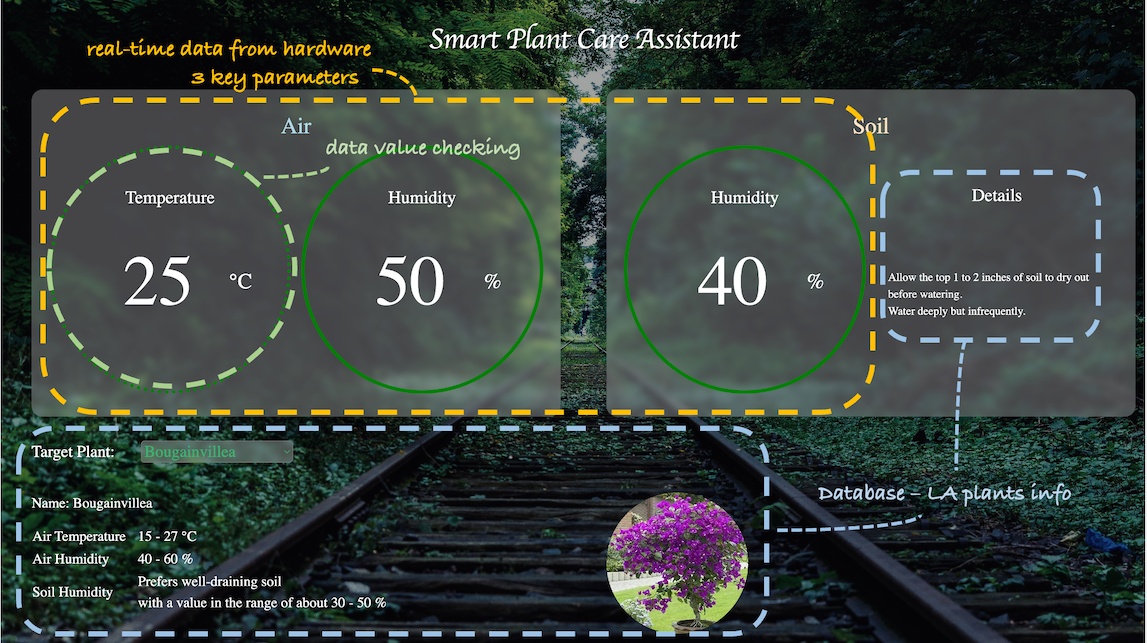 Smart Plant Care Assistant
real-time data from hardware
3 key parameters
Air
data value checking
Temperature
25 °C
Humidity
50 %
Soil
Humidity
40 %
Details
Allow the top 1 to 2 inches of soil to dry out
before watering.
Water deeply but infrequently.
Target Plant: Bougainvillea
Name: Bougainvillea
Air Temperature 15 - 27 °C
Air Humidity 40 - 60 %
Soil Humidity
Prefers well-draining soil
with a value in the range of about 30 - 50 %
Database – LA plants info